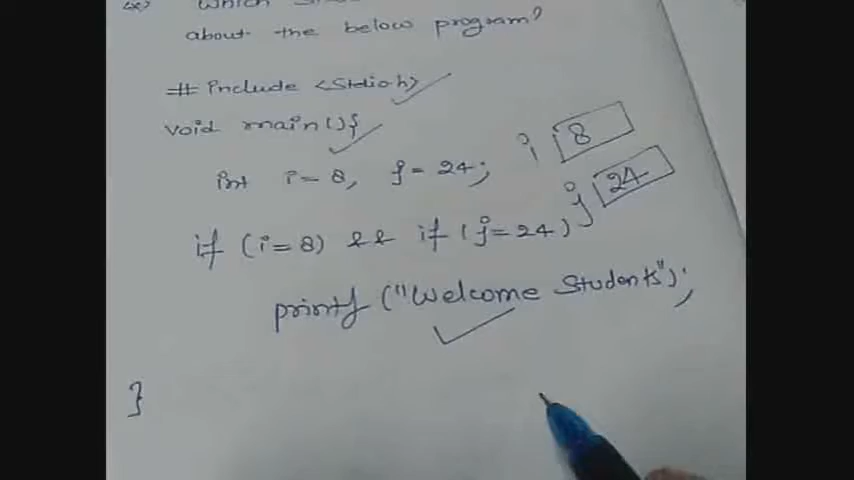 Which
about the below program?
#include <stdio.h>
void main(){
int i=8, j=24;
i 8
j 24
if (i=8) && if (j=24)
printf ("Welcome Students");
}